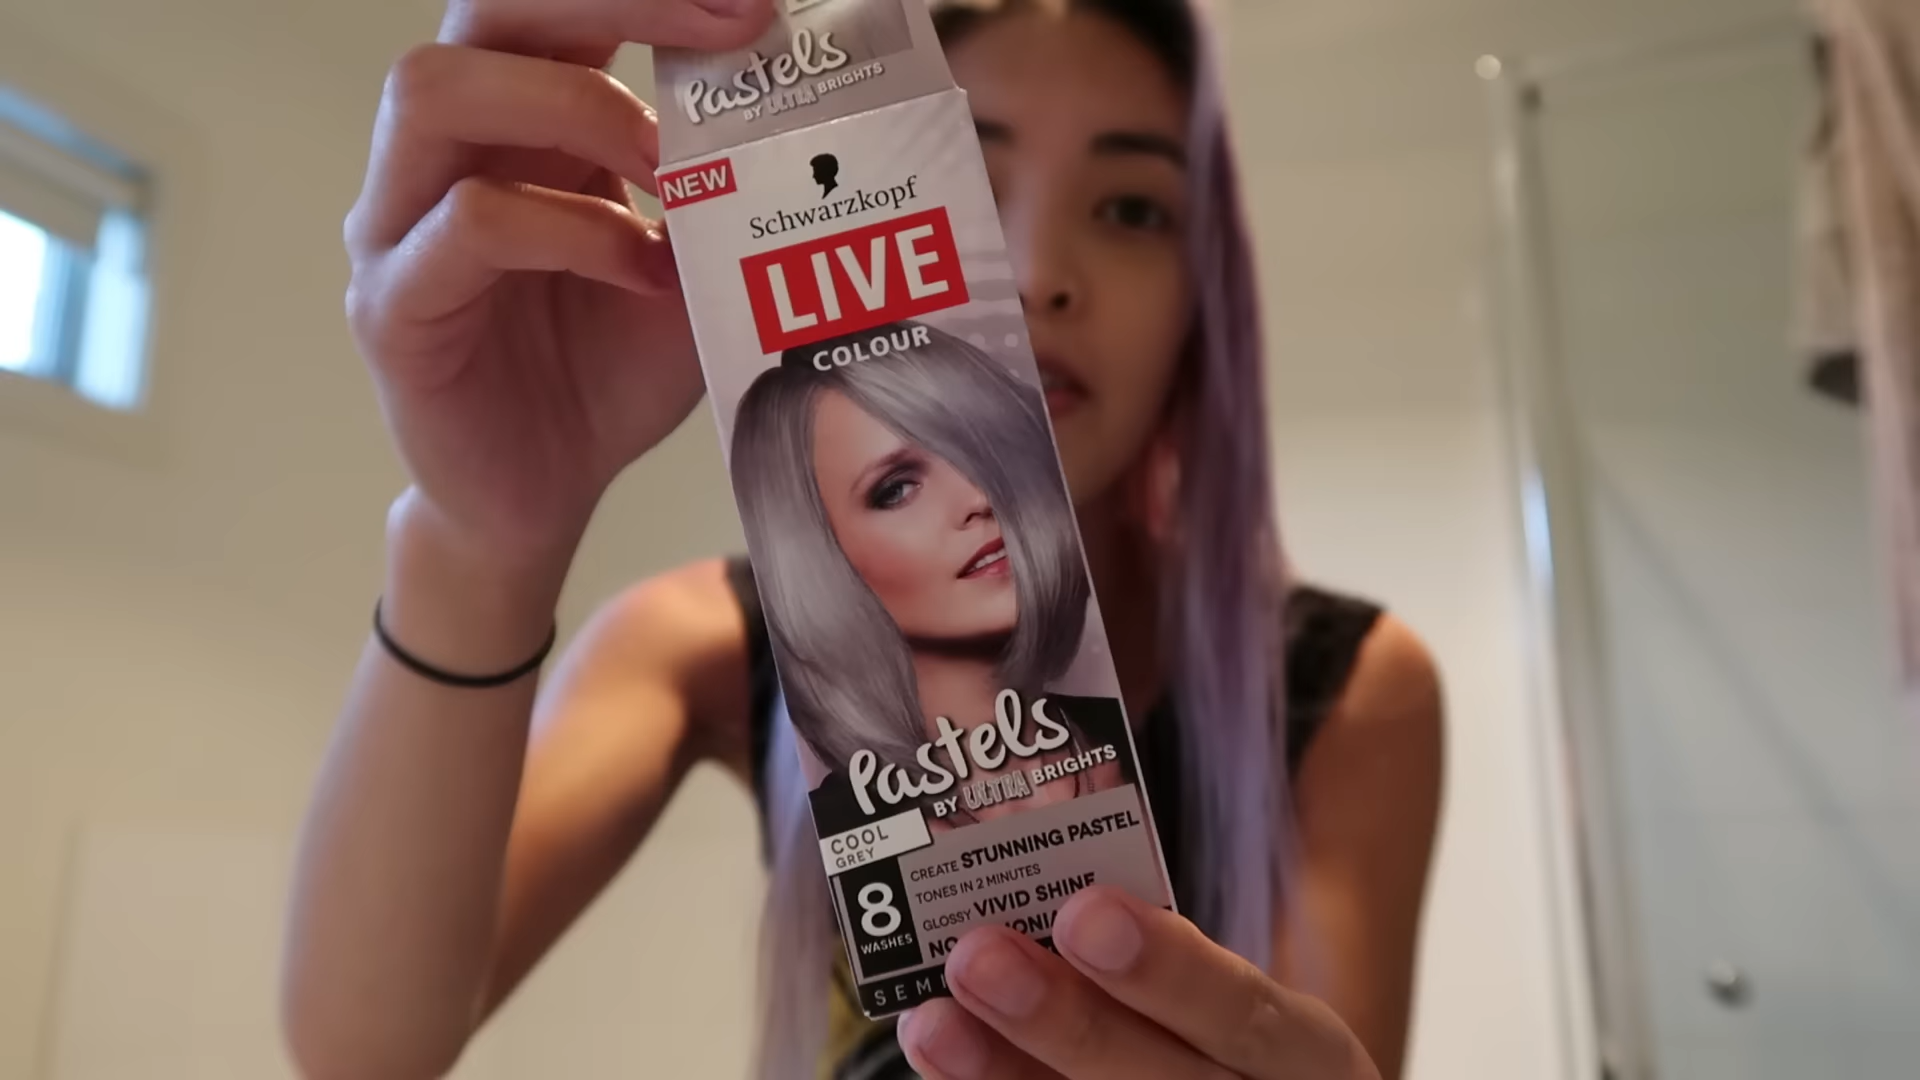 Pastels
BY ULTRA BRIGHTS
NEW
Schwarzkopf
LIVE
COLOUR
Pastels
BY ULTRA BRIGHTS
COOL
GREY
8
WASHES
CREATE STUNNING PASTEL
TONES IN 2 MINUTES
GLOSSY VIVID SHINE
NO